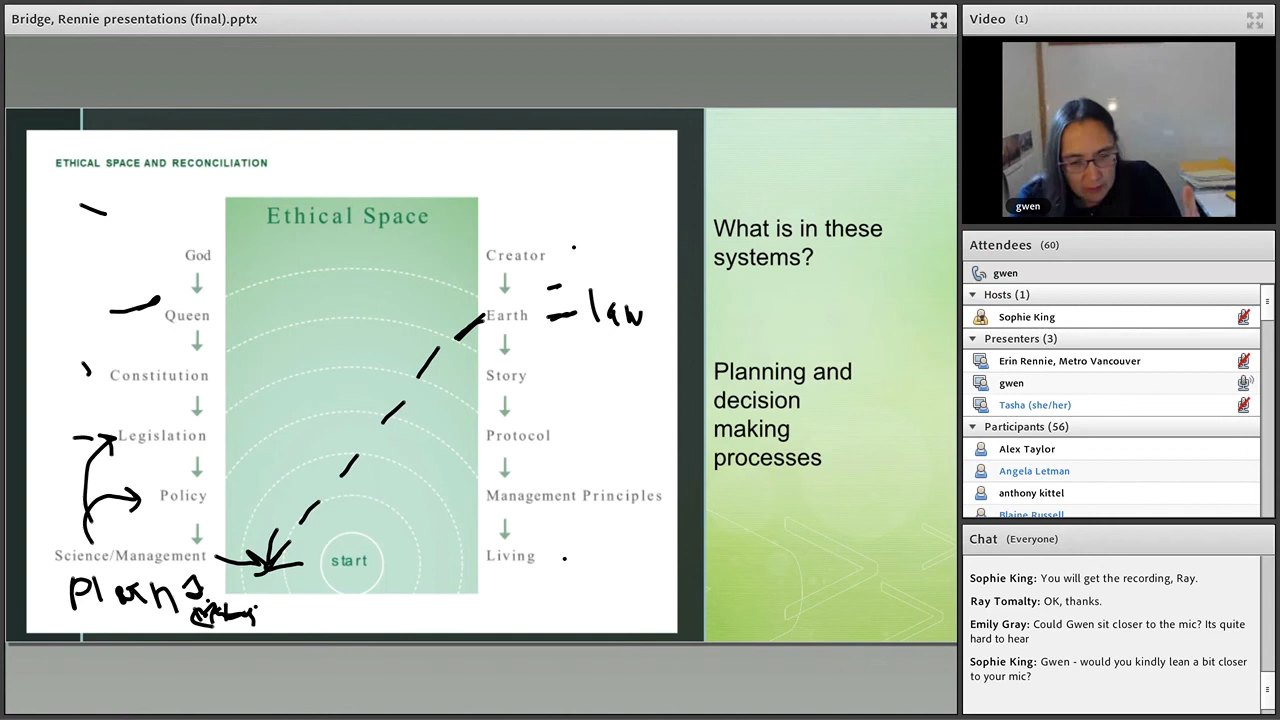 Bridge, Rennie presentations (final).pptx
ETHICAL SPACE AND RECONCILIATION
Ethical Space
God
Creator
Queen
Earth
= law
Constitution
Story
Legislation
Protocol
Policy
Management Principles
Science/Management
start
Living
Plans
What is in these
systems?
Planning and
decision
making
processes
Video (1)
gwen
Attendees (60)
gwen
Hosts (1)
Sophie King
Presenters (3)
Erin Rennie, Metro Vancouver
gwen
Tasha (she/her)
Participants (56)
Alex Taylor
Angela Letman
anthony kittel
Blaine Russell
Chat (Everyone)
Sophie King: You will get the recording, Ray.
Ray Tomalty: OK, thanks.
Emily Gray: Could Gwen sit closer to the mic? Its quite
hard to hear
Sophie King: Gwen - would you kindly lean a bit closer
to your mic?